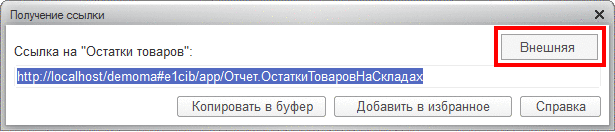 Получение ссылки
Внешняя
Ссылка на "Остатки товаров":
http://localhost/demoma#e1cib/app/Отчет.ОстаткиТоваровНаСкладах
Копировать в буфер Добавить в избранное Справка